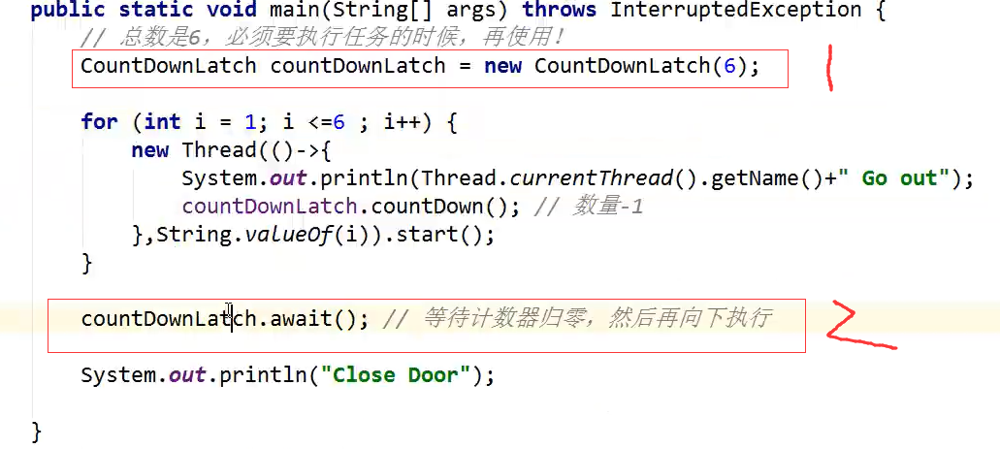 public static void main(String[] args) throws InterruptedException {
// 总数是6，必须要执行任务的时候，再使用！
CountDownLatch countDownLatch = new CountDownLatch(6);
1
for (int i = 1; i <=6 ; i++) {
new Thread(()->{
System.out.println(Thread.currentThread().getName()+" Go out");
countDownLatch.countDown(); // 数量-1
},String.valueOf(i)).start();
}
countDownLatch.await(); // 等待计数器归零，然后再向下执行
2
System.out.println("Close Door");
}